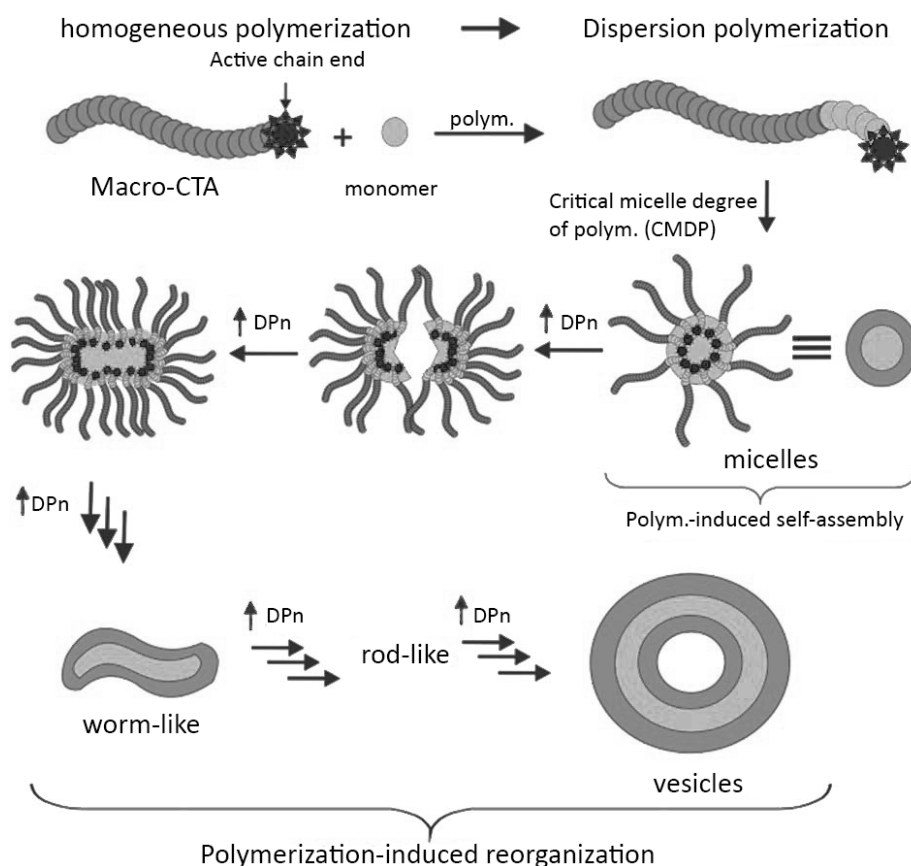 homogeneous polymerization
Dispersion polymerization
Active chain end
+
polym.
Macro-CTA
monomer
Critical micelle degree
of polym. (CMDP)
DPn
DPn
micelles
Polym.-induced self-assembly
DPn
DPn
DPn
rod-like
worm-like
vesicles
Polymerization-induced reorganization